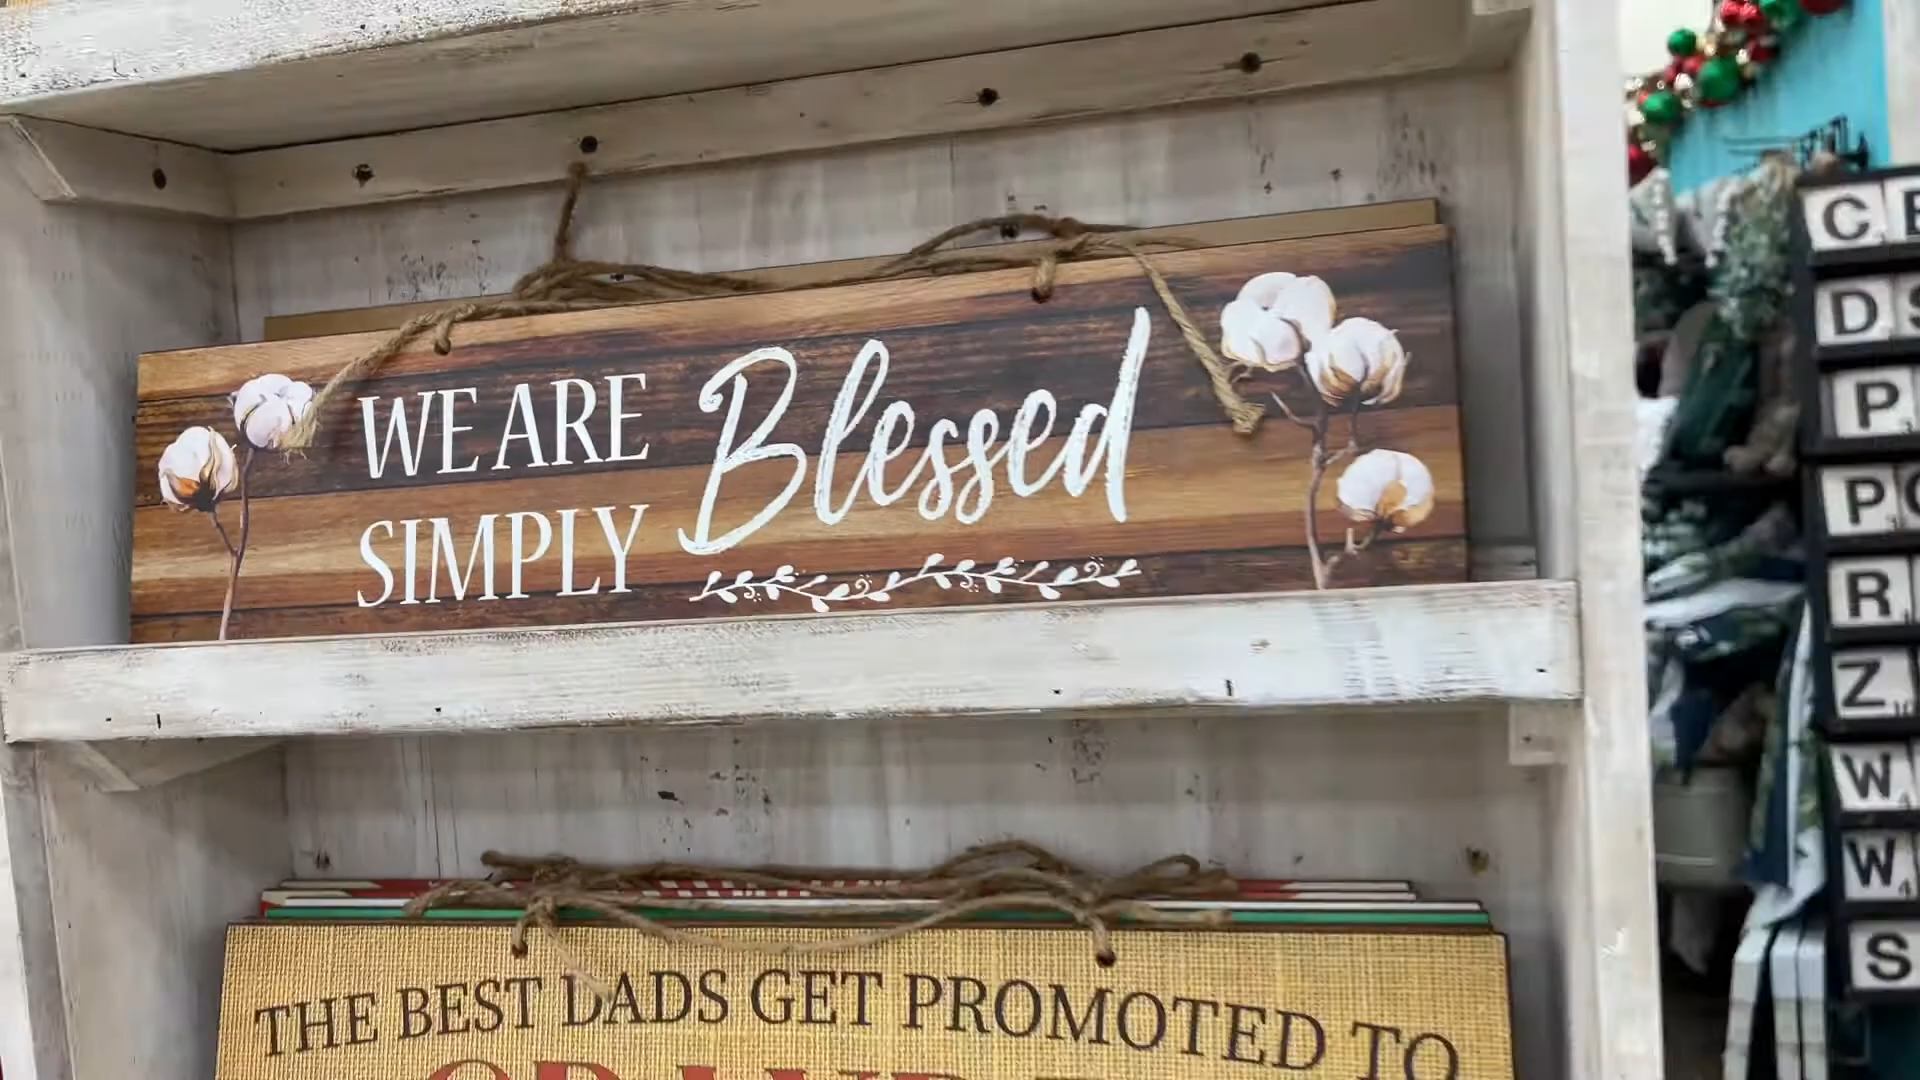 WE ARE
SIMPLY Blessed
THE BEST DADS GET PROMOTED TO
C
D
P
P
R
Z
W
W
S